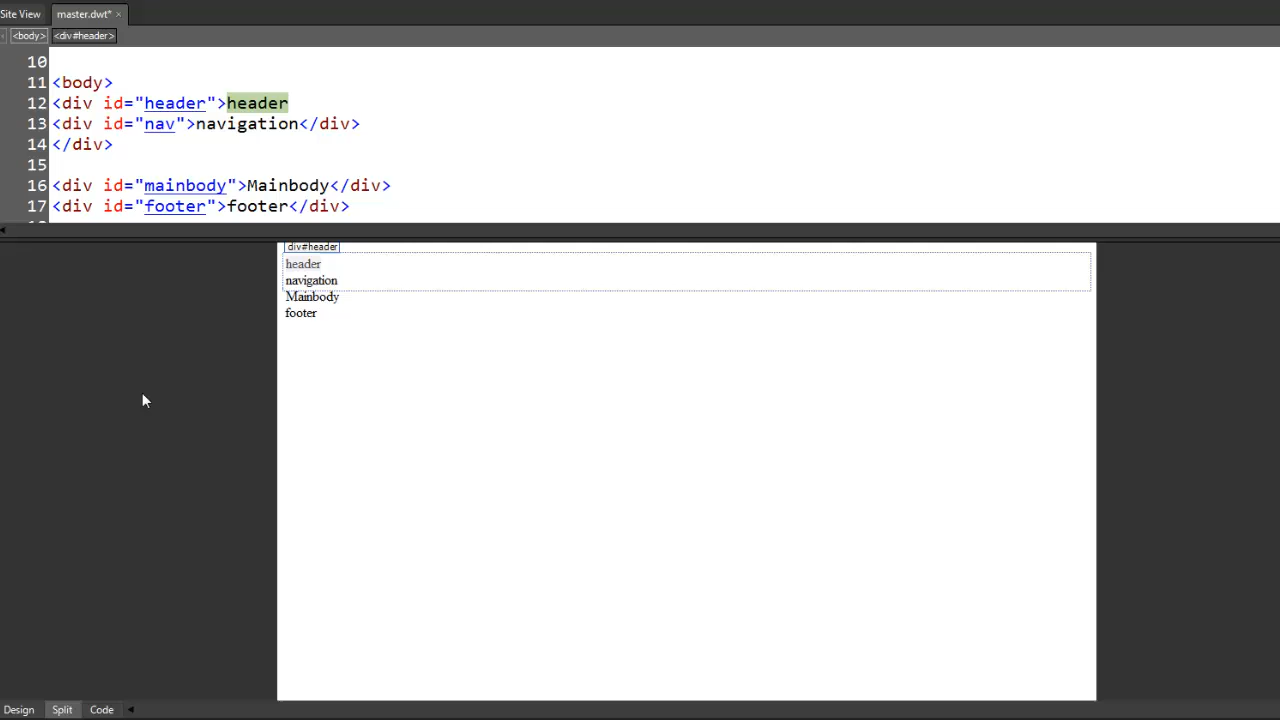 Site View master.dwt* ×
<body> <div#header>
10
11 <body>
12 <div id="header">header
13 <div id="nav">navigation</div>
14 </div>
15
16 <div id="mainbody">Mainbody</div>
17 <div id="footer">footer</div>
div#header
header
navigation
Mainbody
footer
Design Split Code